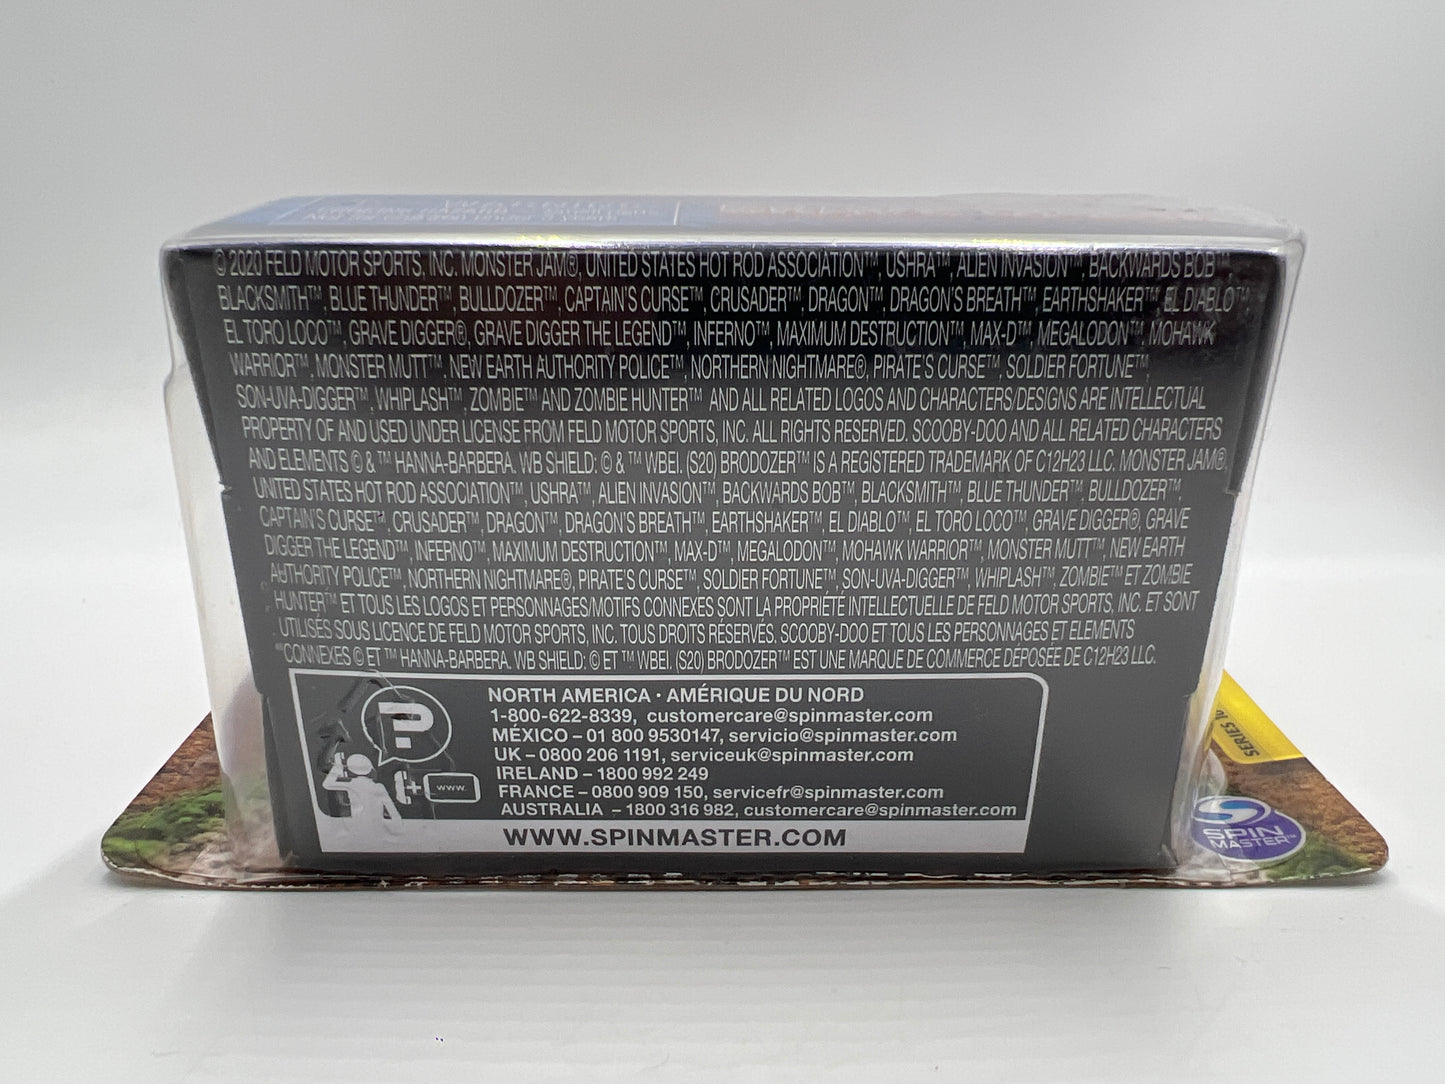 © 2020 FELD MOTOR SPORTS, INC. MONSTER JAM®, UNITED STATES HOT ROD ASSOCIATION™, USHRA™, ALIEN INVASION™, BACKWARDS BOB™,
BLACKSMITH™, BLUE THUNDER™, BULLDOZER™, CAPTAIN'S CURSE™, CRUSADER™, DRAGON™, DRAGON'S BREATH™, EARTHSHAKER™, EL DIABLO™,
EL TORO LOCO™, GRAVE DIGGER®, GRAVE DIGGER THE LEGEND™, INFERNO™, MAXIMUM DESTRUCTION™, MAX-D™, MEGALODON™, MOHAWK
WARRIOR™, MONSTER MUTT™, NEW EARTH AUTHORITY POLICE™, NORTHERN NIGHTMARE®, PIRATE'S CURSE™, SOLDIER FORTUNE™,
SON-UVA-DIGGER™, WHIPLASH™, ZOMBIE™ AND ZOMBIE HUNTER™ AND ALL RELATED LOGOS AND CHARACTERS/DESIGNS ARE INTELLECTUAL
PROPERTY OF AND USED UNDER LICENSE FROM FELD MOTOR SPORTS, INC. ALL RIGHTS RESERVED. SCOOBY-DOO AND ALL RELATED CHARACTERS
AND ELEMENTS © & ™ HANNA-BARBERA. WB SHIELD: © & ™ WBEI. (S20) BRODOZER™ IS A REGISTERED TRADEMARK OF C12H23 LLC. MONSTER JAM®,
UNITED STATES HOT ROD ASSOCIATION™, USHRA™, ALIEN INVASION™, BACKWARDS BOB™, BLACKSMITH™, BLUE THUNDER™, BULLDOZER™,
CAPTAIN'S CURSE™, CRUSADER™, DRAGON™, DRAGON'S BREATH™, EARTHSHAKER™, EL DIABLO™, EL TORO LOCO™, GRAVE DIGGER®, GRAVE
DIGGER THE LEGEND™, INFERNO™, MAXIMUM DESTRUCTION™, MAX-D™, MEGALODON™, MOHAWK WARRIOR™, MONSTER MUTT™, NEW EARTH
AUTHORITY POLICE™, NORTHERN NIGHTMARE®, PIRATE'S CURSE™, SOLDIER FORTUNE™, SON-UVA-DIGGER™, WHIPLASH™, ZOMBIE™ ET ZOMBIE
HUNTER™ ET TOUS LES LOGOS ET PERSONNAGES/MOTIFS CONNEXES SONT LA PROPRIÉTÉ INTELLECTUELLE DE FELD MOTOR SPORTS, INC. ET SONT
UTILISÉS SOUS LICENCE DE FELD MOTOR SPORTS, INC. TOUS DROITS RÉSERVÉS. SCOOBY-DOO ET TOUS LES PERSONNAGES ET ELEMENTS
CONNEXES © ET ™ HANNA-BARBERA. WB SHIELD: © ET ™ WBEI. (S20) BRODOZER™ EST UNE MARQUE DE COMMERCE DÉPOSÉE DE C12H23 LLC.
?
WWW.
NORTH AMERICA · AMÉRIQUE DU NORD
1-800-622-8339, customercare@spinmaster.com
MÉXICO – 01 800 9530147, servicio@spinmaster.com
UK – 0800 206 1191, serviceuk@spinmaster.com
IRELAND – 1800 992 249
FRANCE – 0800 909 150, servicefr@spinmaster.com
AUSTRALIA – 1800 316 982, customercare@spinmaster.com
WWW.SPINMASTER.COM
SERIES
SPIN
MASTER™